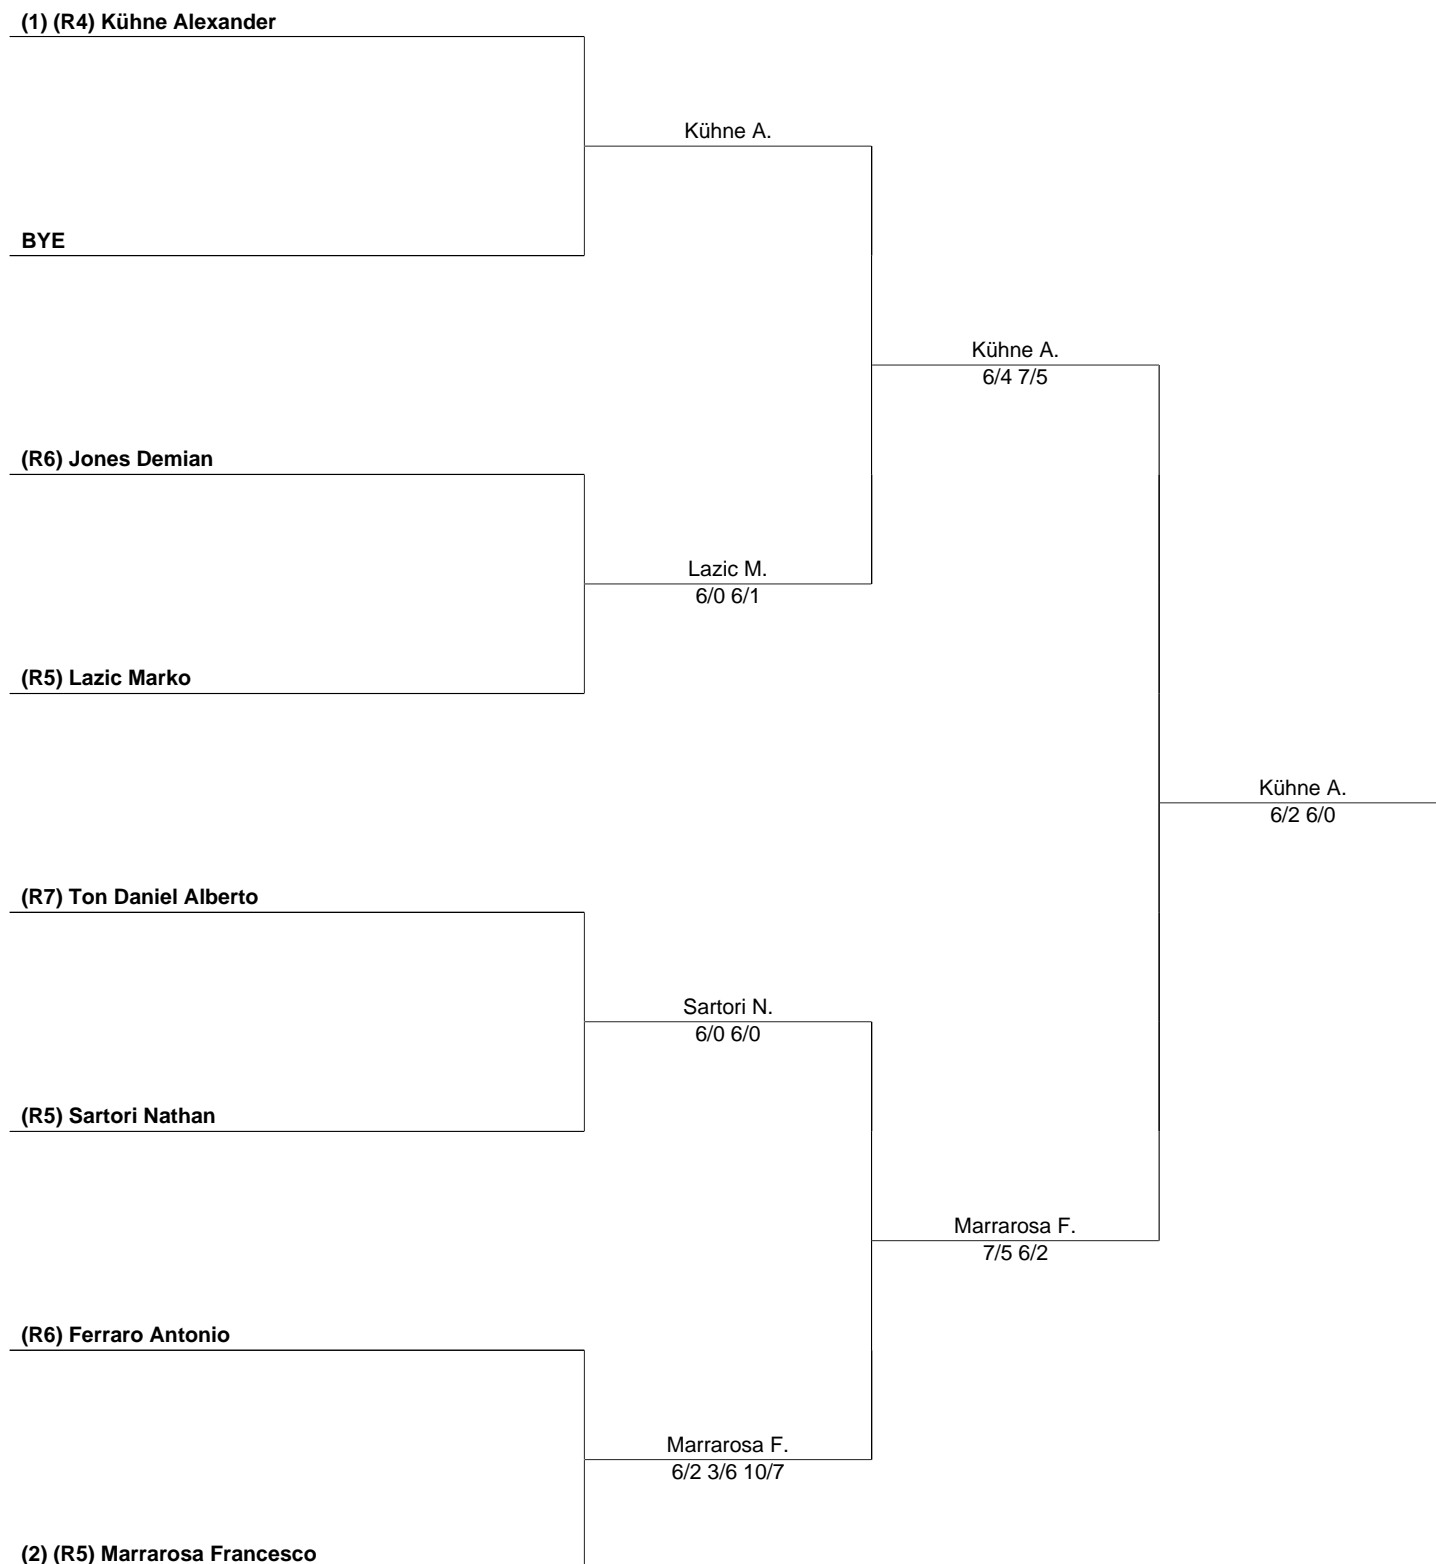 (1) (R4) Kühne Alexander
Kühne A.
BYE
Kühne A.
6/4 7/5
(R6) Jones Demian
Lazic M.
6/0 6/1
(R5) Lazic Marko
Kühne A.
6/2 6/0
(R7) Ton Daniel Alberto
Sartori N.
6/0 6/0
(R5) Sartori Nathan
Marrarosa F.
7/5 6/2
(R6) Ferraro Antonio
Marrarosa F.
6/2 3/6 10/7
(2) (R5) Marrarosa Francesco